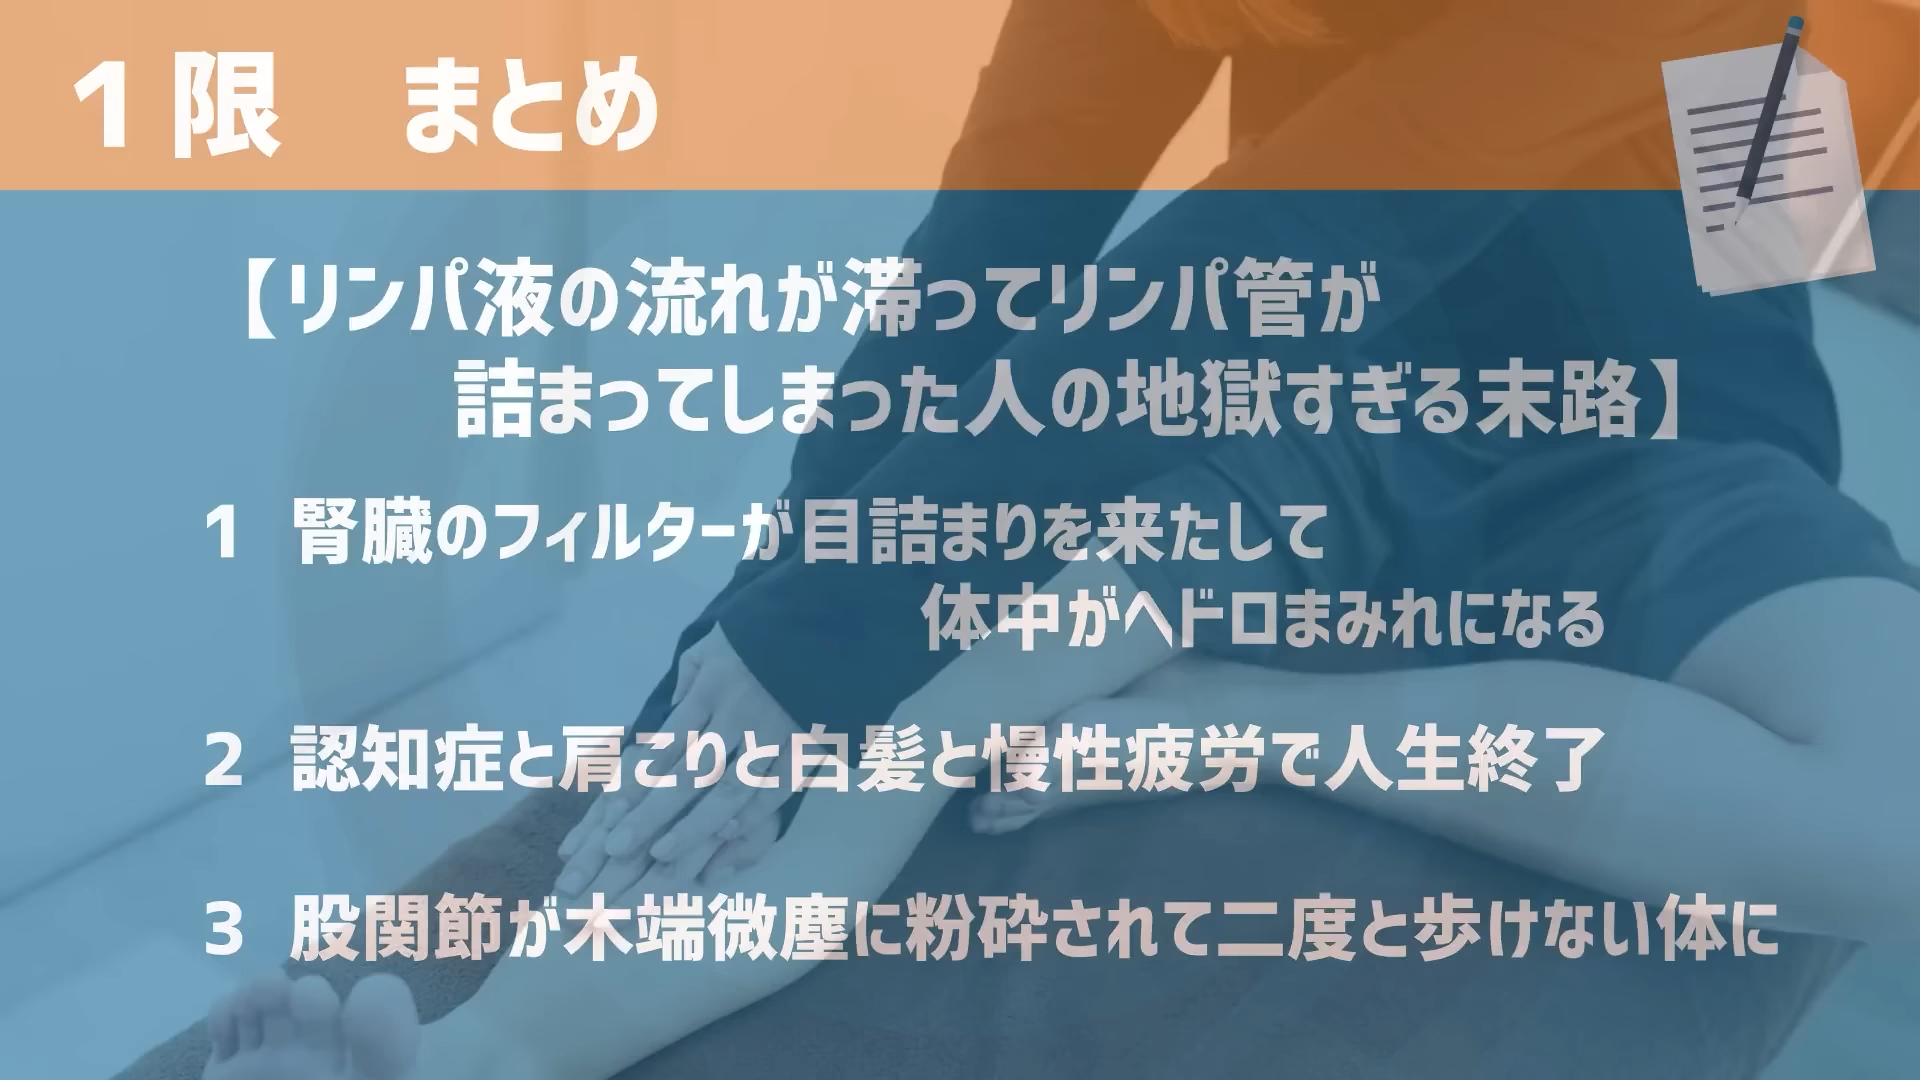 1限　まとめ
【リンパ液の流れが滞ってリンパ管が
詰まってしまった人の地獄すぎる末路】
1 腎臓のフィルターが目詰まりを来たして
体中がヘドロまみれになる
2 認知症と肩こりと白髪と慢性疲労で人生終了
3 股関節が木端微塵に粉砕されて二度と歩けない体に